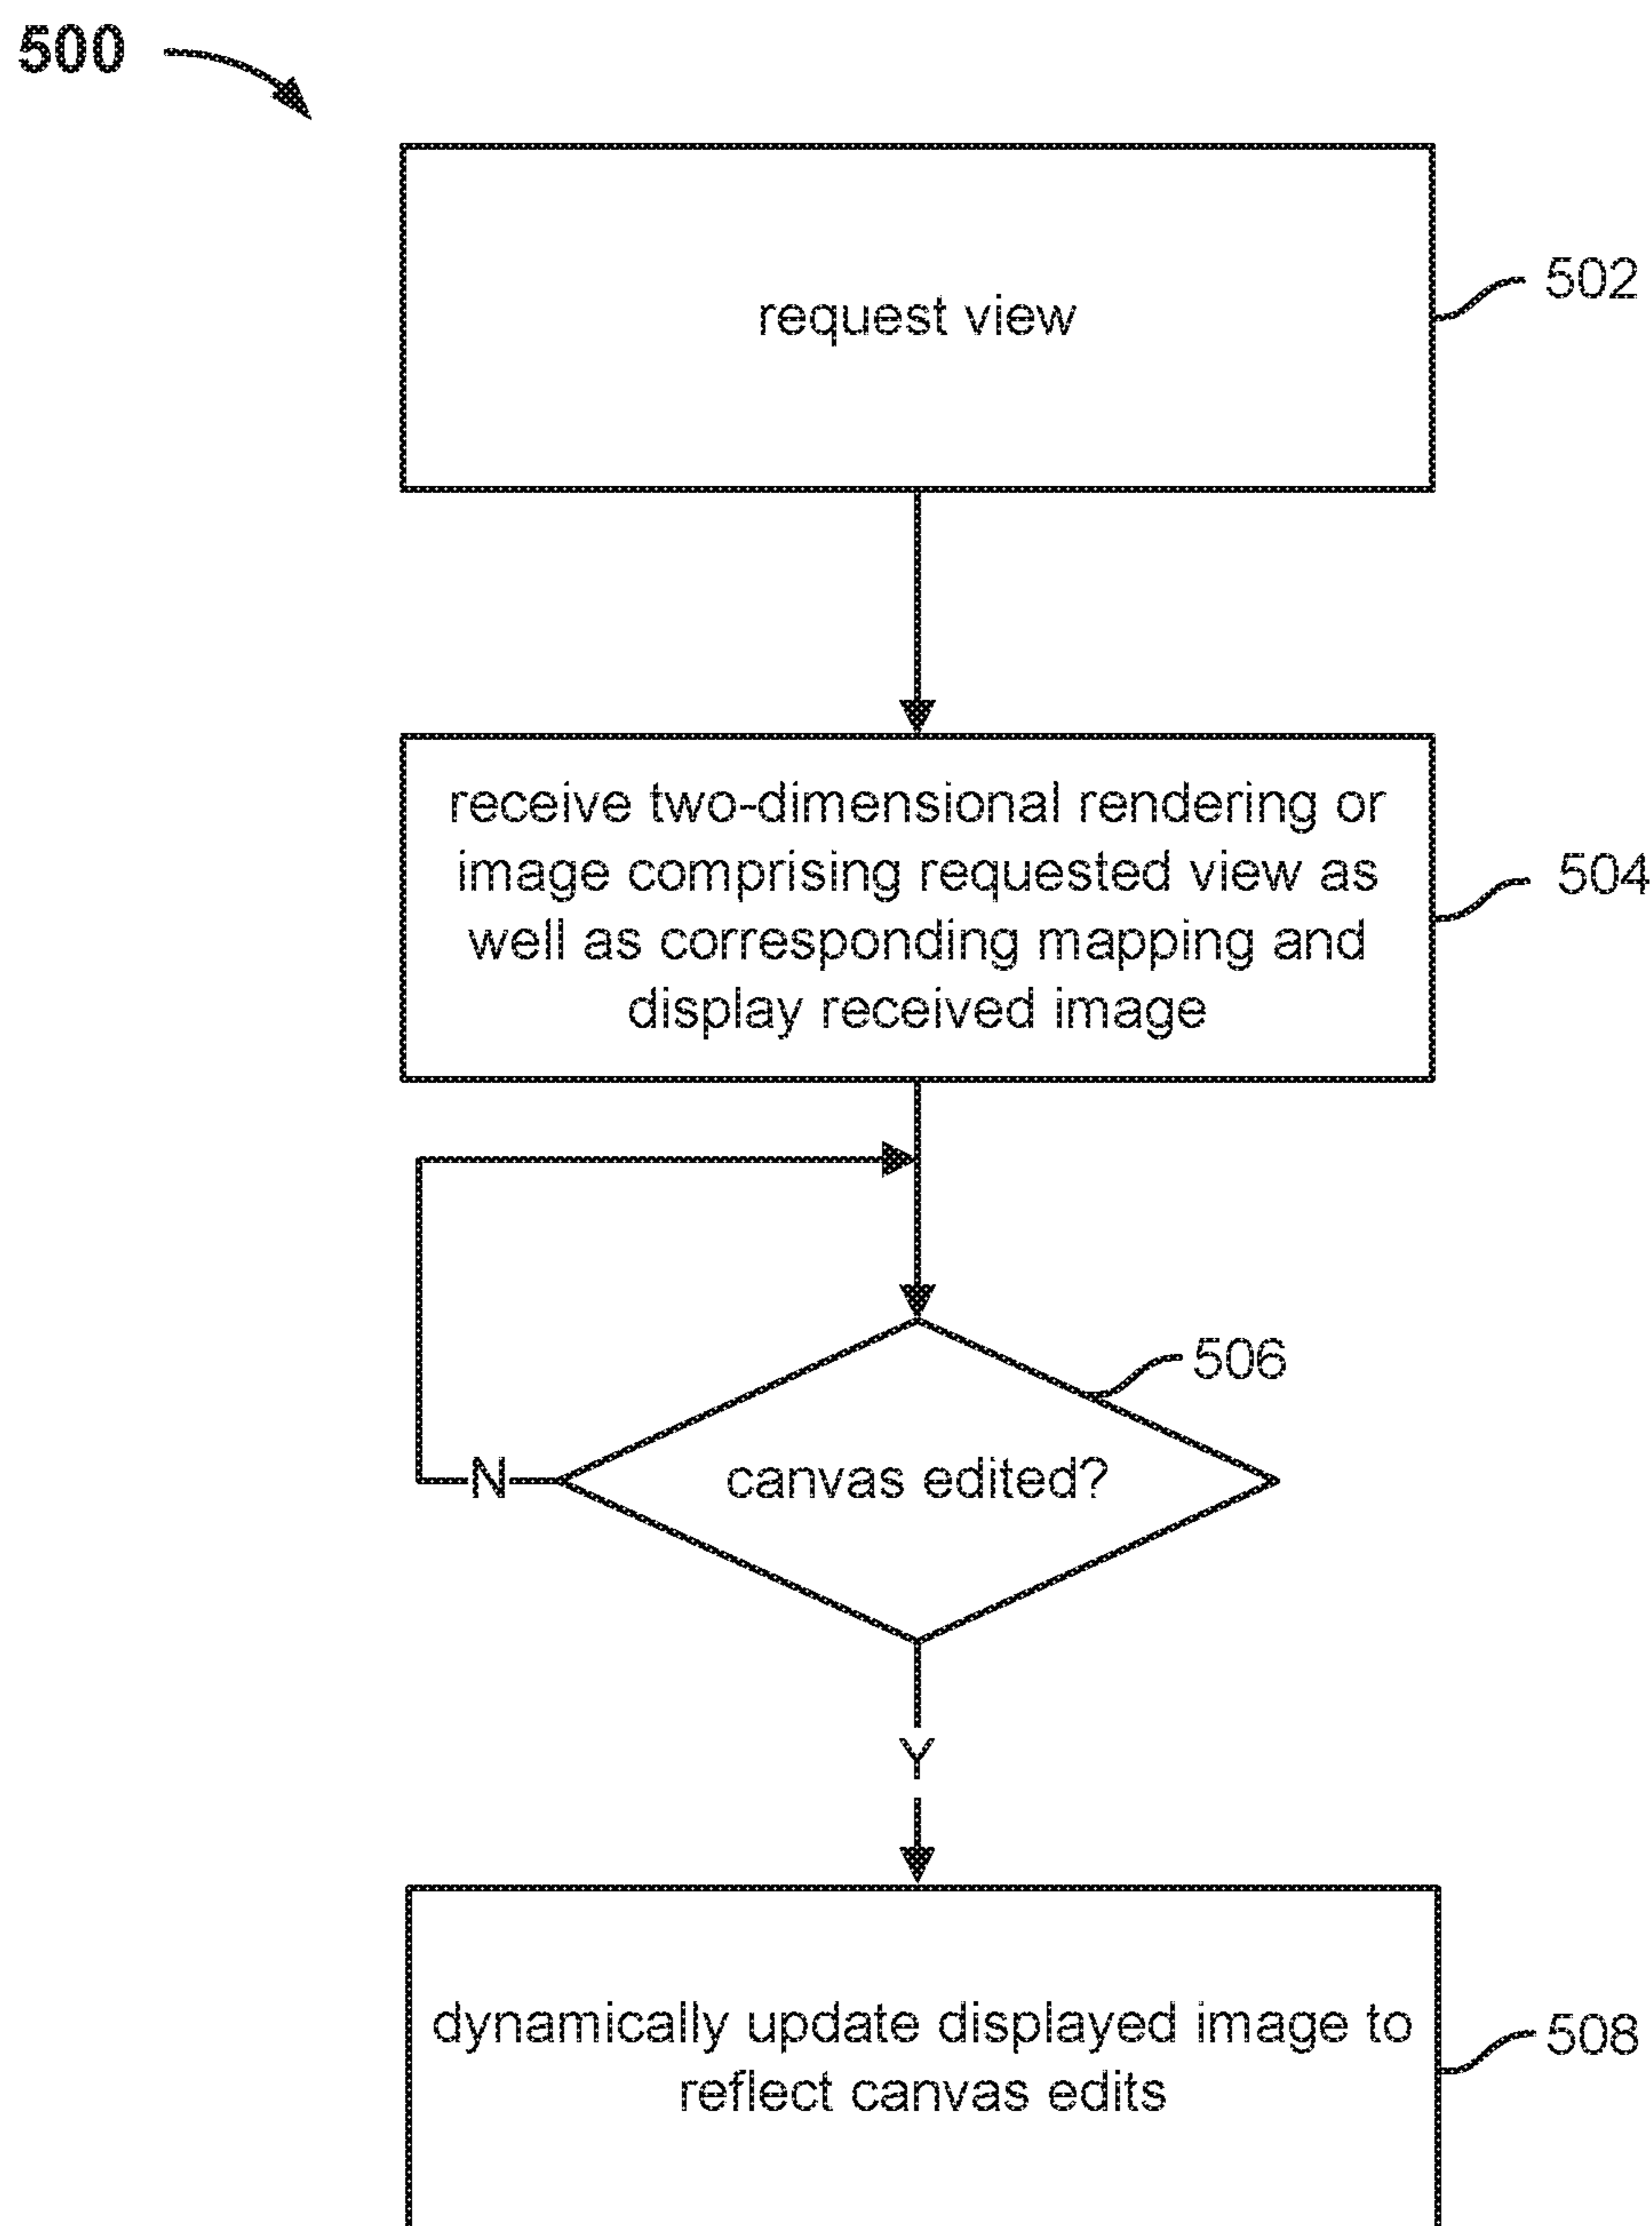 500
request view
502
receive two-dimensional rendering or
image comprising requested view as
well as corresponding mapping and
display received image
504
506
canvas edited?
N
Y
dynamically update displayed image to
reflect canvas edits
508